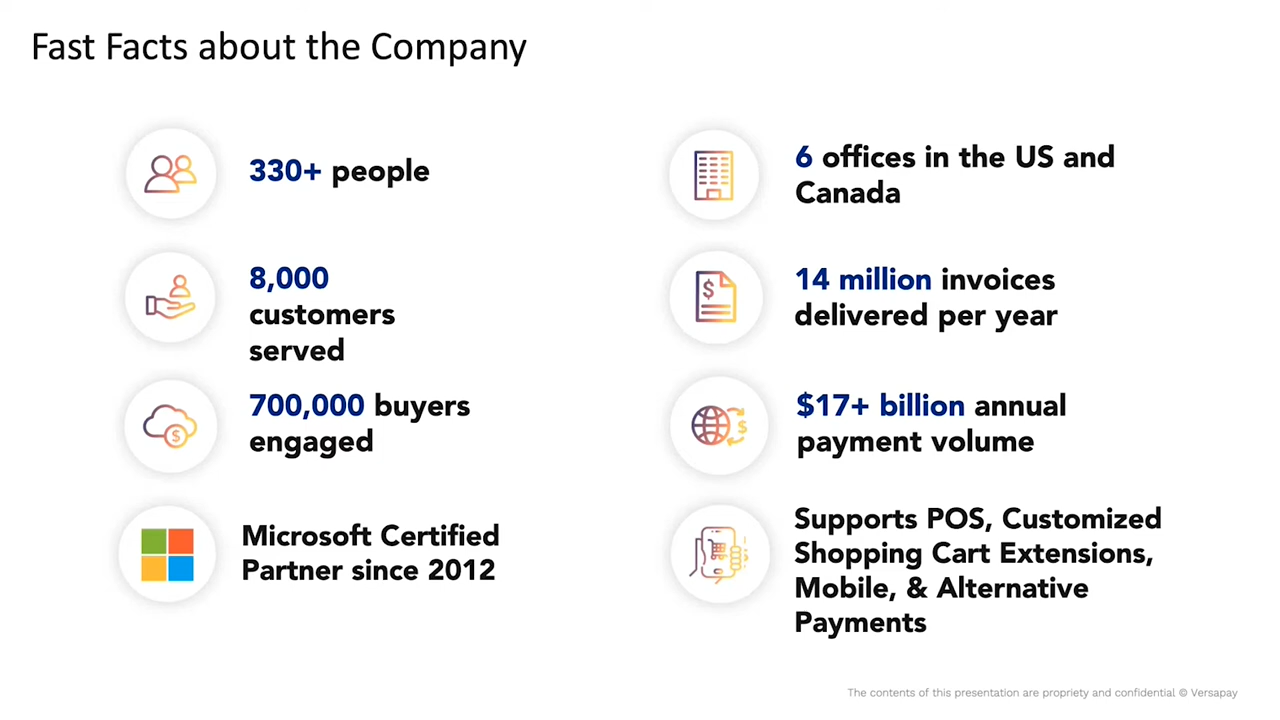 Fast Facts about the Company
330+ people
8,000
customers
served
700,000 buyers
engaged
Microsoft Certified
Partner since 2012
6 offices in the US and
Canada
14 million invoices
delivered per year
$17+ billion annual
payment volume
Supports POS, Customized
Shopping Cart Extensions,
Mobile, & Alternative
Payments
The contents of this presentation are propriety and confidential © Versapay